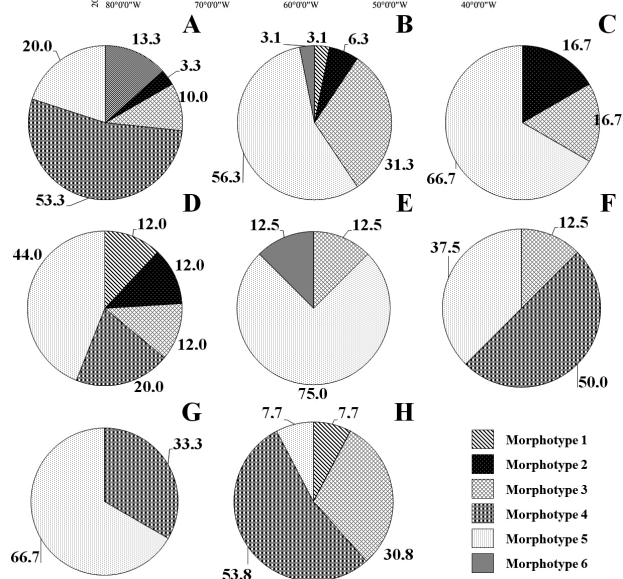 20
80°0'0"W 70°0'0"W 60°0'0"W 50°0'0"W 40°0'0"W
A B C
20.0 13.3 3.3 10.0 53.3
3.1 3.1 6.3 31.3 56.3
16.7 16.7 66.7
D E F
44.0 12.0 12.0 12.0 20.0
12.5 12.5 75.0
12.5 37.5 50.0
G H
33.3 66.7
7.7 7.7 30.8 53.8
Morphotype 1
Morphotype 2
Morphotype 3
Morphotype 4
Morphotype 5
Morphotype 6